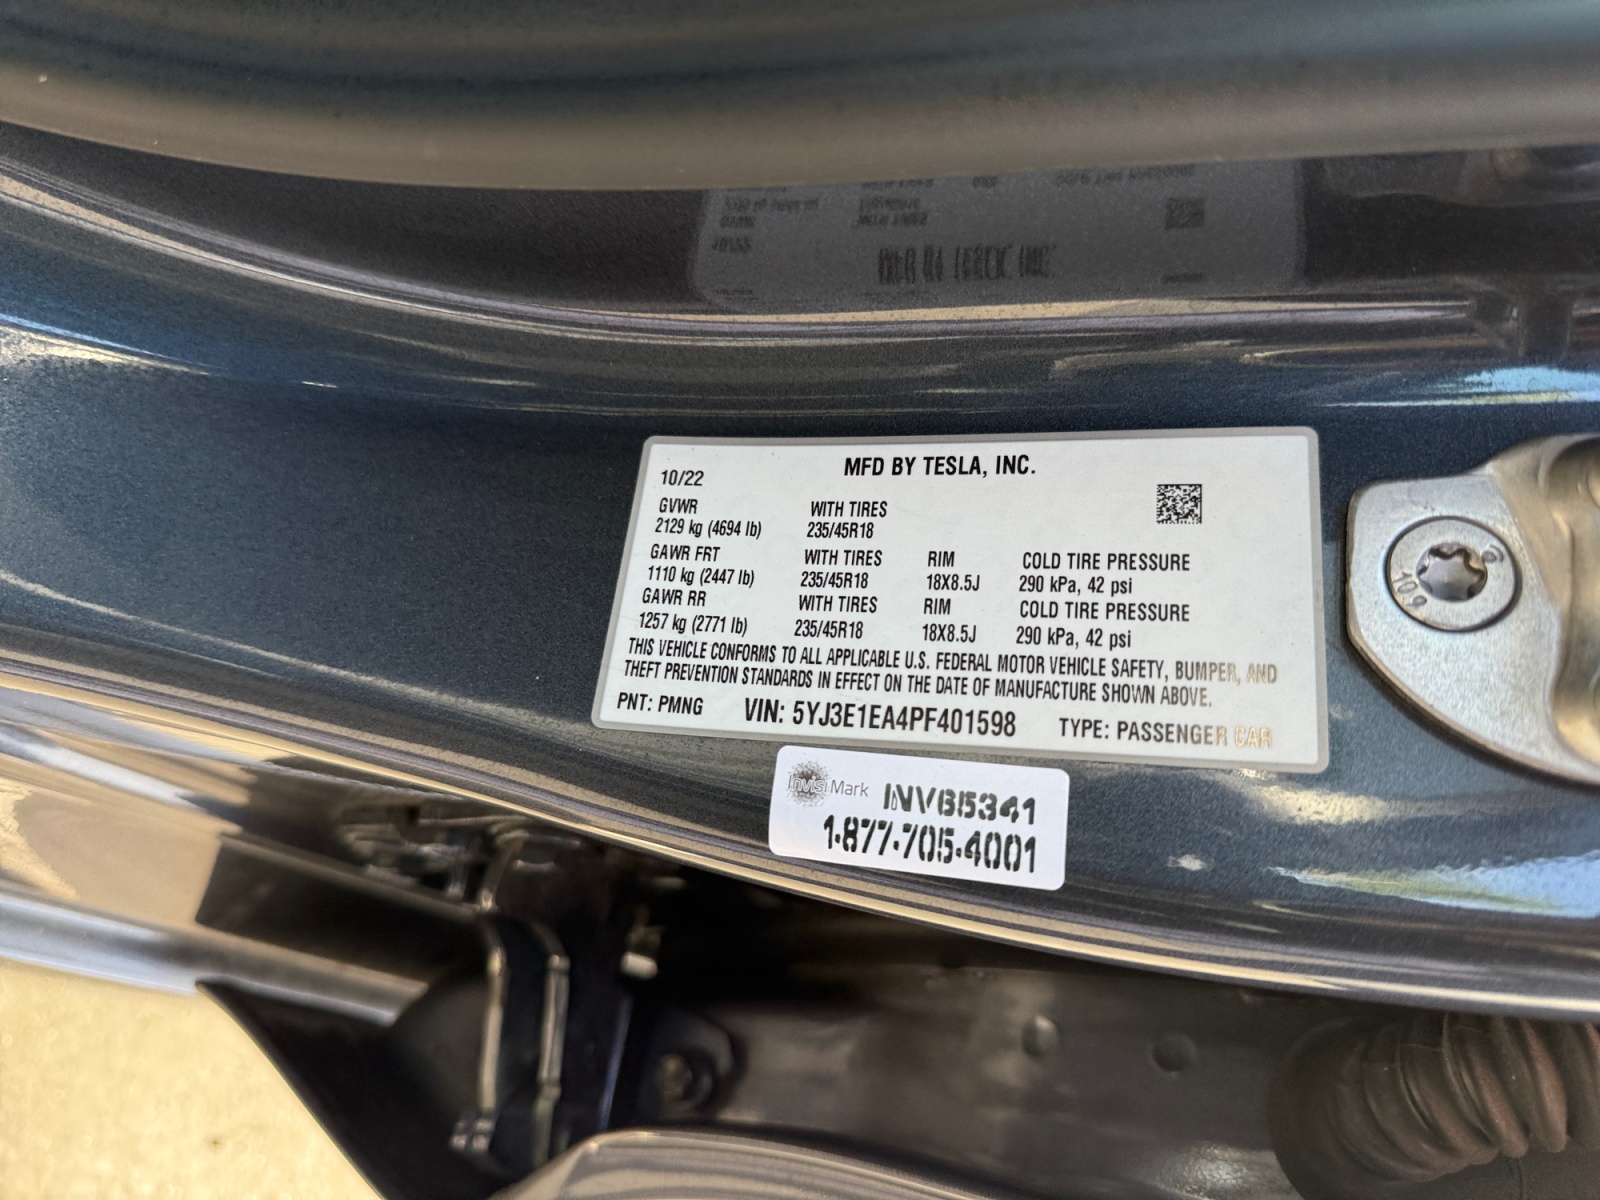 MFD BY TESLA, INC.
10/22
GVWR WITH TIRES
2129 kg (4694 lb) 235/45R18
GAWR FRT WITH TIRES RIM COLD TIRE PRESSURE
1110 kg (2447 lb) 235/45R18 18X8.5J 290 kPa, 42 psi
GAWR RR WITH TIRES RIM COLD TIRE PRESSURE
1257 kg (2771 lb) 235/45R18 18X8.5J 290 kPa, 42 psi
THIS VEHICLE CONFORMS TO ALL APPLICABLE U.S. FEDERAL MOTOR VEHICLE SAFETY, BUMPER, AND
THEFT PREVENTION STANDARDS IN EFFECT ON THE DATE OF MANUFACTURE SHOWN ABOVE.
PNT: PMNG VIN: 5YJ3E1EA4PF401598 TYPE: PASSENGER CAR
InvisiMark INV65341
1-877-705-4001
10.9